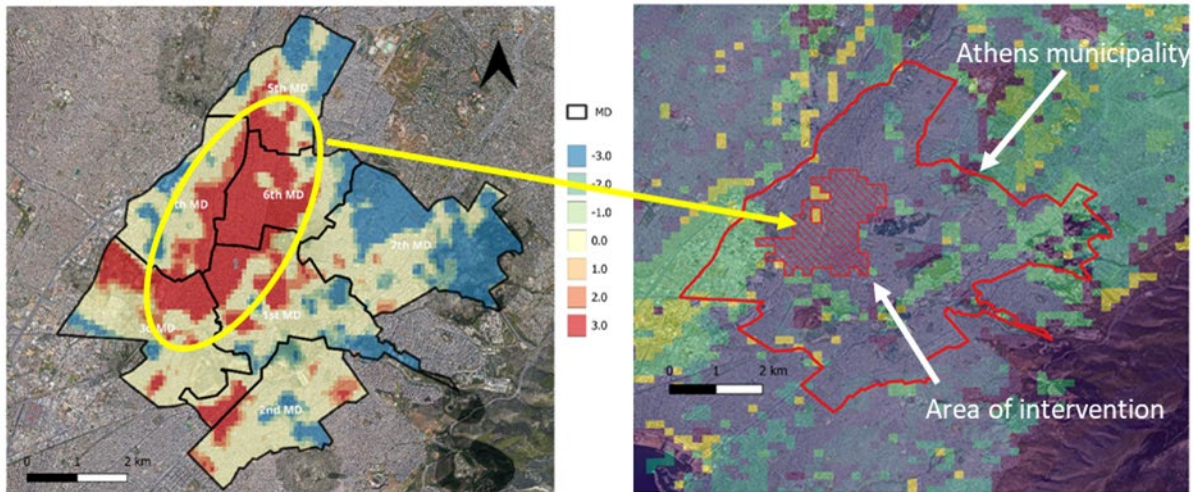 5th MD
6th MD
th MD
7th MD
1st MD
3d MD
2nd MD
0 1 2 km
MD
-3.0
-2.0
-1.0
0.0
1.0
2.0
3.0
Athens municipality
0 1 2 km
Area of intervention